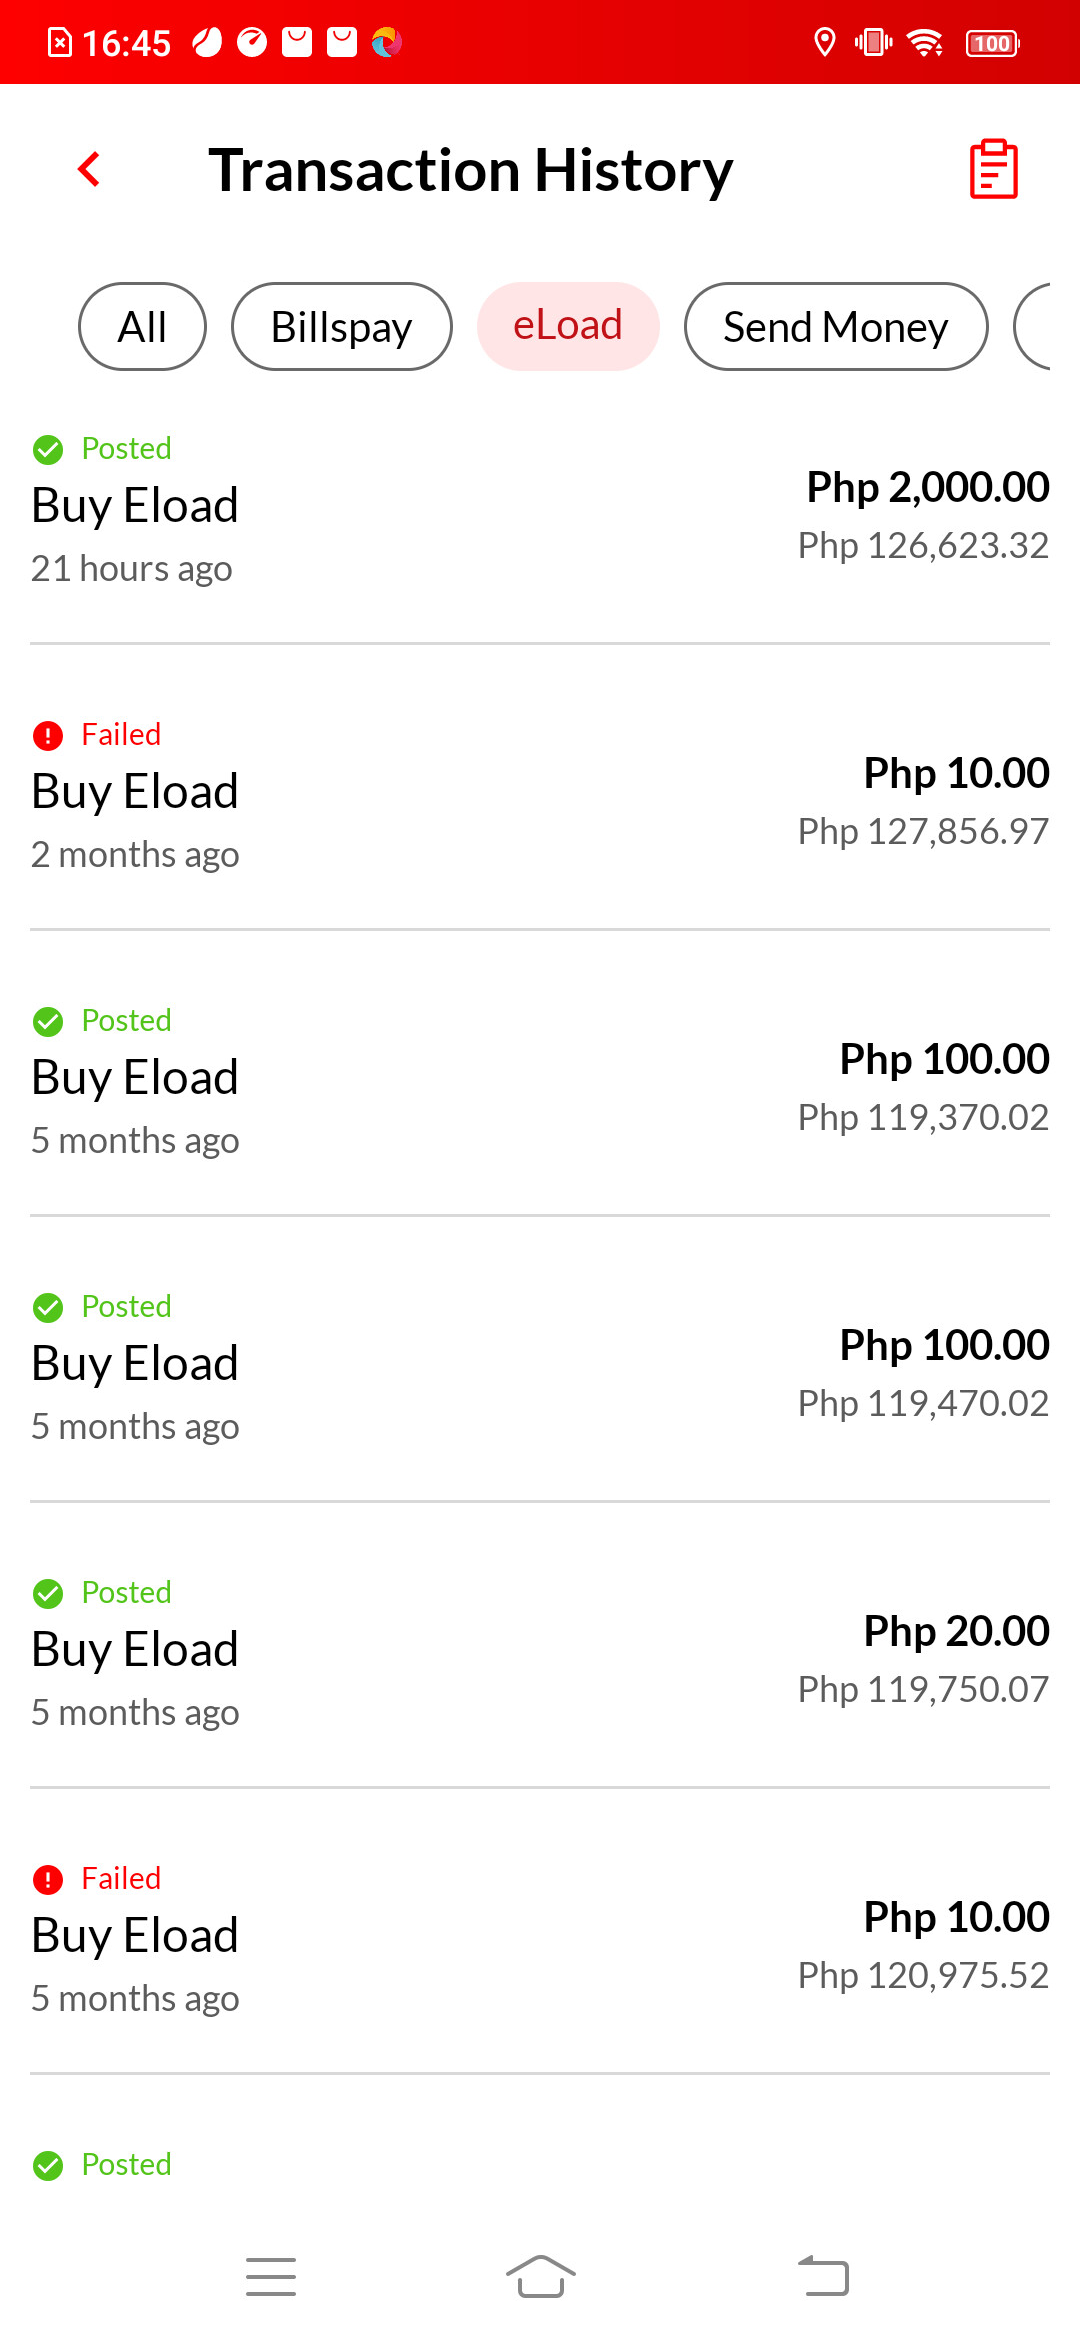 16:45
100
Transaction History
All
Billspay
eLoad
Send Money
Posted
Buy Eload
21 hours ago
Php 2,000.00
Php 126,623.32
Failed
Buy Eload
2 months ago
Php 10.00
Php 127,856.97
Posted
Buy Eload
5 months ago
Php 100.00
Php 119,370.02
Posted
Buy Eload
5 months ago
Php 100.00
Php 119,470.02
Posted
Buy Eload
5 months ago
Php 20.00
Php 119,750.07
Failed
Buy Eload
5 months ago
Php 10.00
Php 120,975.52
Posted